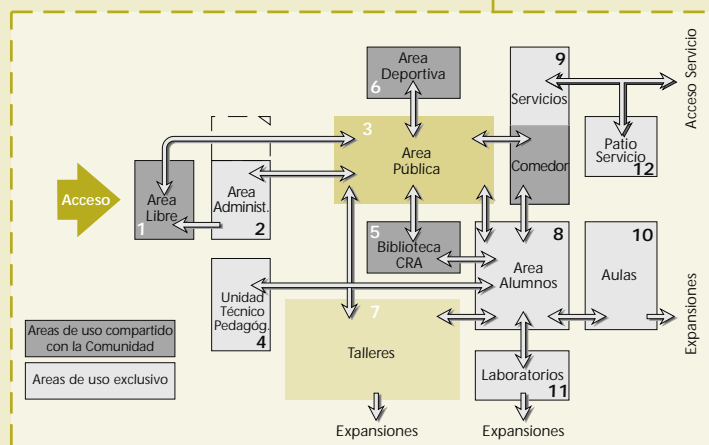 Area
Deportiva
6
9
Servicios
Acceso Servicio
3
Area
Pública
Comedor
Patio
Servicio
12
Acceso
Area
Libre
1
Area
Administ.
2
5
Biblioteca
CRA
8
Area
Alumnos
10
Aulas
Unidad
Técnico
Pedagóg.
4
7
Talleres
Expansiones
Areas de uso compartido
con la Comunidad
Areas de uso exclusivo
Laboratorios
11
Expansiones
Expansiones